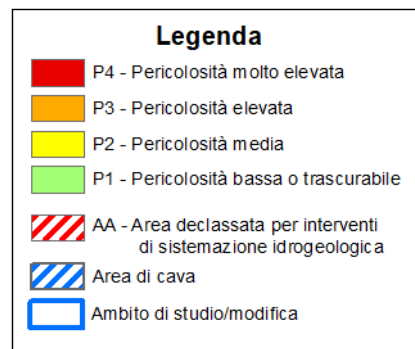 Legenda
P4 - Pericolosità molto elevata
P3 - Pericolosità elevata
P2 - Pericolosità media
P1 - Pericolosità bassa o trascurabile
AA - Area declassata per interventi
di sistemazione idrogeologica
Area di cava
Ambito di studio/modifica